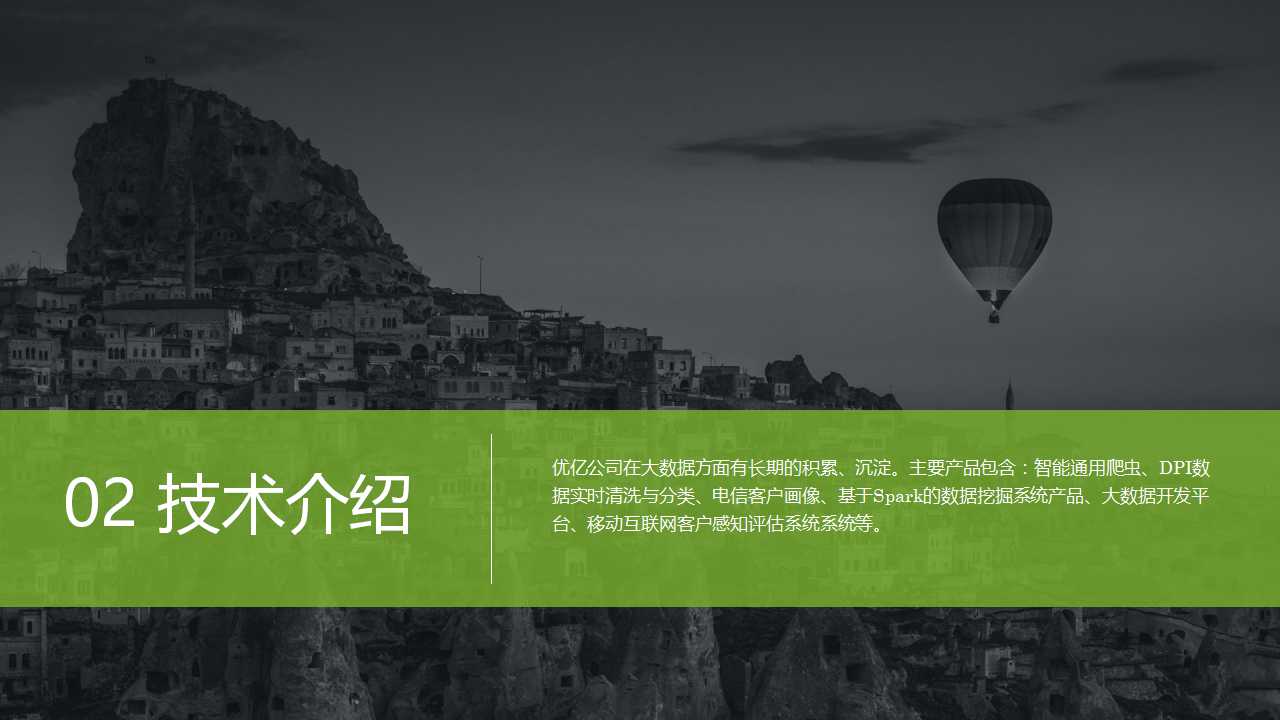 02 技术介绍
优亿公司在大数据方面有长期的积累、沉淀。主要产品包含：智能通用爬虫、DPI数
据实时清洗与分类、电信客户画像、基于Spark的数据挖掘系统产品、大数据开发平
台、移动互联网客户感知评估系统系统等。